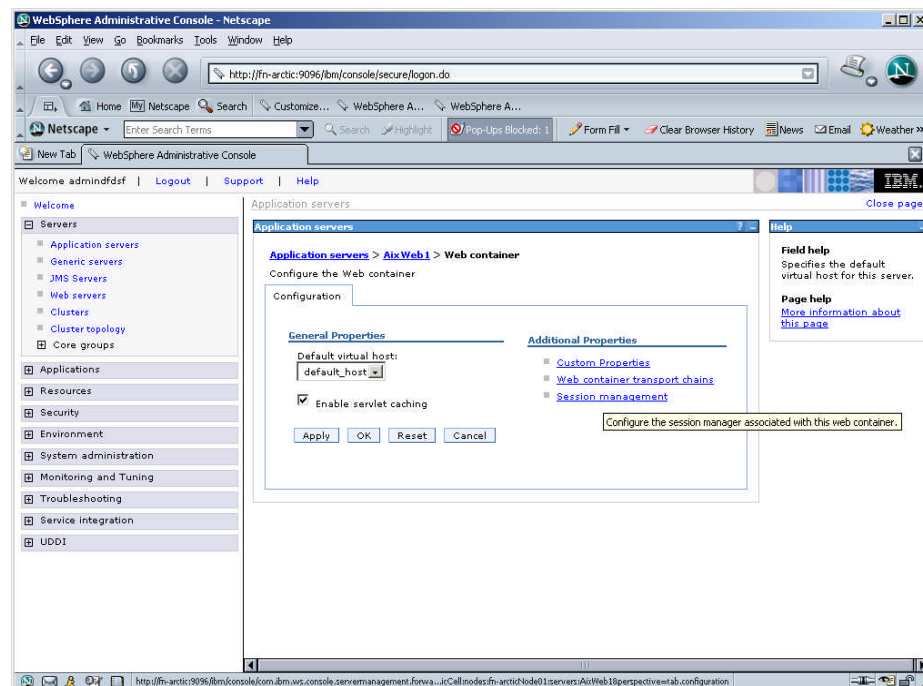 WebSphere Administrative Console - Netscape
File Edit View Go Bookmarks Tools Window Help
http://fn-arctic:9096/ibm/console/secure/logon.do
Home My Netscape Search Customize... WebSphere A... WebSphere A...
Netscape Enter Search Terms Search Highlight Pop-Ups Blocked: 1 Form Fill Clear Browser History News Email Weather
New Tab WebSphere Administrative Console
Welcome admindfdsf | Logout | Support | Help IBM.
Welcome
Servers
Application servers
Generic servers
JMS Servers
Web servers
Clusters
Cluster topology
Core groups
Applications
Resources
Security
Environment
System administration
Monitoring and Tuning
Troubleshooting
Service integration
UDDI
Application servers Close page
Application servers ? –
Application servers > AixWeb1 > Web container
Configure the Web container
Configuration
General Properties
Default virtual host:
default_host
Enable servlet caching
Apply OK Reset Cancel
Additional Properties
Custom Properties
Web container transport chains
Session management
Configure the session manager associated with this web container.
Help
Field help
Specifies the default
virtual host for this server.
Page help
More information about
this page
http://fn-arctic:9096/ibm/console/com.ibm.ws.console.servermanagement.forwa...icCell:nodes:fn-arcticNode01:servers:AixWeb1&perspective=tab.configuration